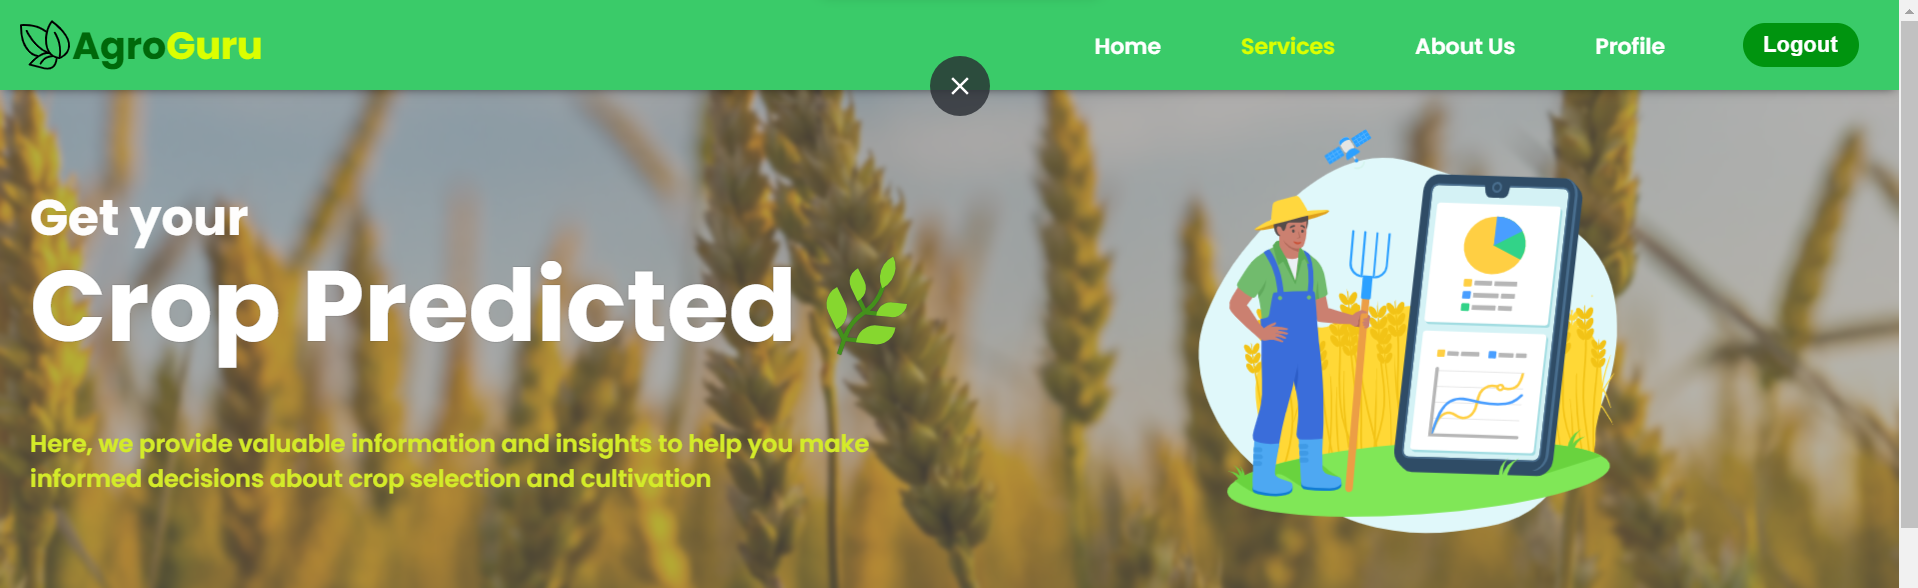 AgroGuru
Home Services About Us Profile Logout
Get your
Crop Predicted
Here, we provide valuable information and insights to help you make
informed decisions about crop selection and cultivation